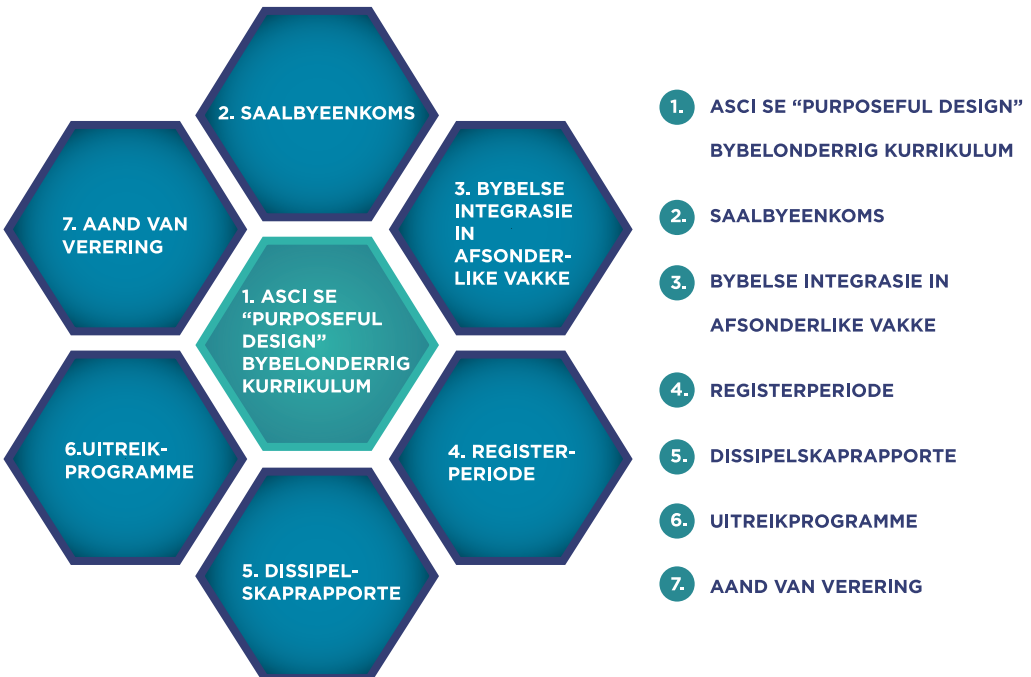 2. SAALBYEENKOMS
7. AAND VAN
VERERING
3. BYBELSE
INTEGRASIE
IN
AFSONDER-
LIKE VAKKE
1. ASCI SE
“PURPOSEFUL
DESIGN”
BYBELONDERRIG
KURRIKULUM
6.UITREIK-
PROGRAMME
4. REGISTER-
PERIODE
5. DISSIPEL-
SKAPRAPPORTE
1. ASCI SE “PURPOSEFUL DESIGN”
BYBELONDERRIG KURRIKULUM
2. SAALBYEENKOMS
3. BYBELSE INTEGRASIE IN
AFSONDERLIKE VAKKE
4. REGISTERPERIODE
5. DISSIPELSKAPRAPPORTE
6. UITREIKPROGRAMME
7. AAND VAN VERERING